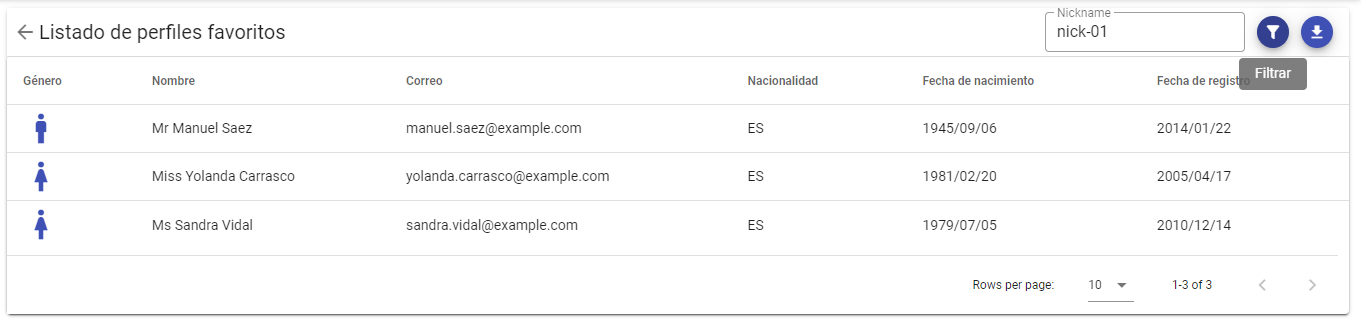 Nickname
Listado de perfiles favoritos nick-01
Filtrar
Género Nombre Correo Nacionalidad Fecha de nacimiento Fecha de registro
Mr Manuel Saez manuel.saez@example.com ES 1945/09/06 2014/01/22
Miss Yolanda Carrasco yolanda.carrasco@example.com ES 1981/02/20 2005/04/17
Ms Sandra Vidal sandra.vidal@example.com ES 1979/07/05 2010/12/14
Rows per page: 10 1-3 of 3